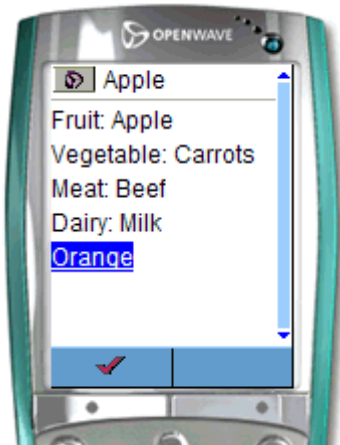 OPENWAVE
Apple
Fruit: Apple
Vegetable: Carrots
Meat: Beef
Dairy: Milk
Orange